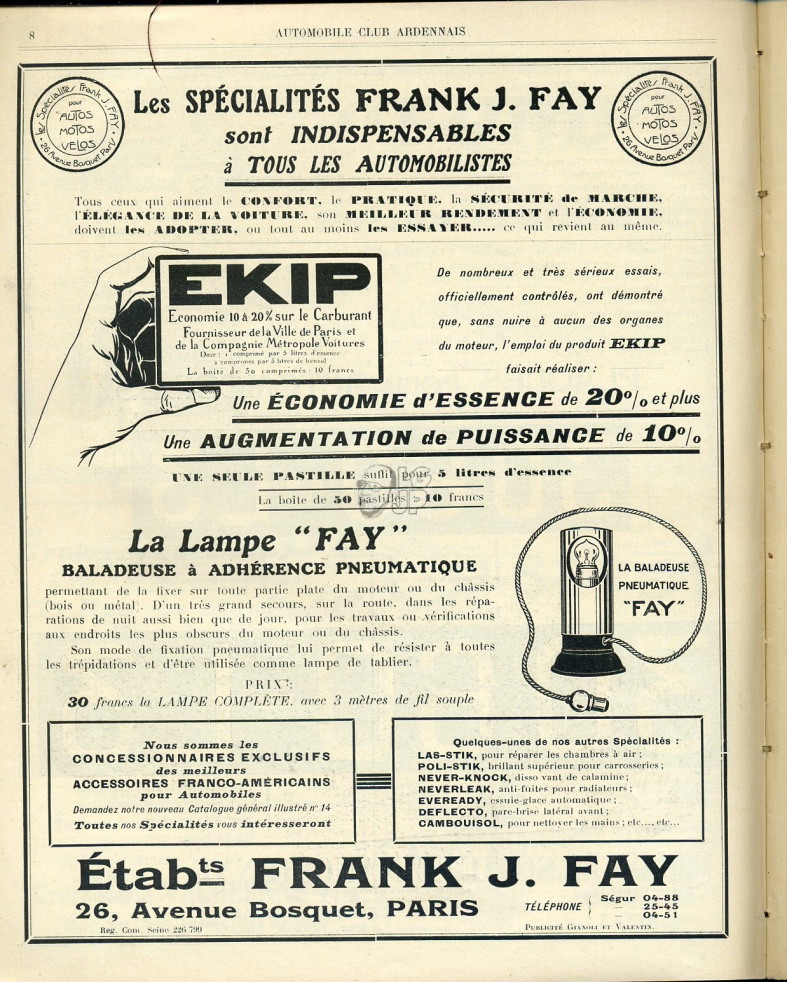 8
AUTOMOBILE CLUB ARDENNAIS
Les Spécialités Frank J. FAY
pour
AUTOS
MOTOS
VELOS
26 Avenue Bosquet Paris
Les SPÉCIALITÉS FRANK J. FAY
sont INDISPENSABLES
à TOUS LES AUTOMOBILISTES
Les Spécialités Frank J. FAY
pour
AUTOS
MOTOS
VELOS
26 Avenue Bosquet Paris
Tous ceux qui aiment le CONFORT, le PRATIQUE, la SÉCURITÉ de MARCHE,
l'ÉLÉGANCE DE LA VOITURE, son MEILLEUR RENDEMENT et l'ÉCONOMIE,
doivent les ADOPTER, ou tout au moins les ESSAYER..... ce qui revient au même.
EKIP
Economie 10 à 20% sur le Carburant
Fournisseur de la Ville de Paris et
de la Compagnie Métropole Voitures
Dose : 1 comprimé par 5 litres d'essence
2 comprimés par 5 litres de benzol
La boîte de 50 comprimés : 10 francs
De nombreux et très sérieux essais,
officiellement contrôlés, ont démontré
que, sans nuire à aucun des organes
du moteur, l'emploi du produit EKIP
faisait réaliser :
Une ÉCONOMIE d'ESSENCE de 20% et plus
Une AUGMENTATION de PUISSANCE de 10%
UNE SEULE PASTILLE suffit pour 5 litres d'essence
La boîte de 50 pastilles : 10 francs
La Lampe "FAY"
BALADEUSE à ADHÉRENCE PNEUMATIQUE
permettant de la fixer sur toute partie plate du moteur ou du châssis
(bois ou métal). D'un très grand secours, sur la route, dans les répa-
rations de nuit aussi bien que de jour, pour les travaux ou vérifications
aux endroits les plus obscurs du moteur ou du châssis.
Son mode de fixation pneumatique lui permet de résister à toutes
les trépidations et d'être utilisée comme lampe de tablier.
PRIX :
30 francs la LAMPE COMPLÈTE, avec 3 mètres de fil souple
LA BALADEUSE
PNEUMATIQUE
"FAY"
Nous sommes les
CONCESSIONNAIRES EXCLUSIFS
des meilleurs
ACCESSOIRES FRANCO-AMÉRICAINS
pour Automobiles
Demandez notre nouveau Catalogue général illustré n° 14
Toutes nos Spécialités vous intéresseront
Quelques-unes de nos autres Spécialités :
LAS-STIK, pour réparer les chambres à air ;
POLI-STIK, brillant supérieur pour carrosseries ;
NEVER-KNOCK, dissolvant de calamine ;
NEVERLEAK, anti-fuites pour radiateurs ;
EVEREADY, essuie-glace automatique ;
DEFLECTO, pare-brise latéral avant ;
CAMBOUISOL, pour nettoyer les mains ; etc..., etc...
Étabts FRANK J. FAY
26, Avenue Bosquet, PARIS
TÉLÉPHONE
Ségur 04-88
— 25-45
— 04-51
Reg. Com. Seine 226 799
PUBLICITÉ GIANOLI ET VALENTIN.